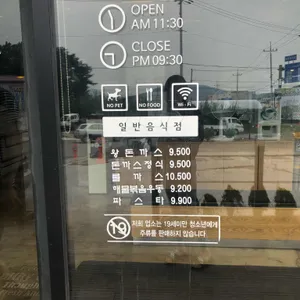 OPEN
AM 11:30
CLOSE
PM 09:30
NO PET
NO FOOD
Wi-Fi
일반음식점
왕돈까스 9.500
돈까스정식 9.500
롤까스 10.500
해물볶음우동 9.200
파스타 9.900
19
저희 업소는 19세미만 청소년에게
주류를 판매하지 않습니다.